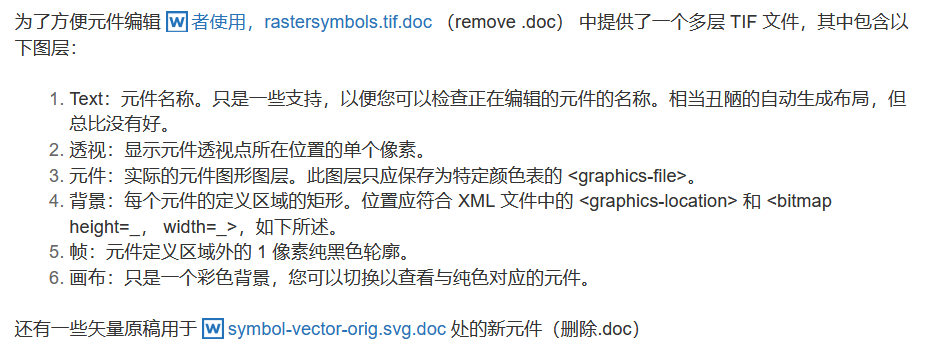 为了方便元件编辑 W 者使用，rastersymbols.tif.doc （remove .doc） 中提供了一个多层 TIF 文件，其中包含以
下图层：
1. Text：元件名称。只是一些支持，以便您可以检查正在编辑的元件的名称。相当丑陋的自动生成布局，但
总比没有好。
2. 透视：显示元件透视点所在位置的单个像素。
3. 元件：实际的元件图形图层。此图层只应保存为特定颜色表的 <graphics-file>。
4. 背景：每个元件的定义区域的矩形。位置应符合 XML 文件中的 <graphics-location> 和 <bitmap
height=_， width=_>，如下所述。
5. 帧：元件定义区域外的 1 像素纯黑色轮廓。
6. 画布：只是一个彩色背景，您可以切换以查看与纯色对应的元件。
还有一些矢量原稿用于 W symbol-vector-orig.svg.doc 处的新元件（删除.doc）